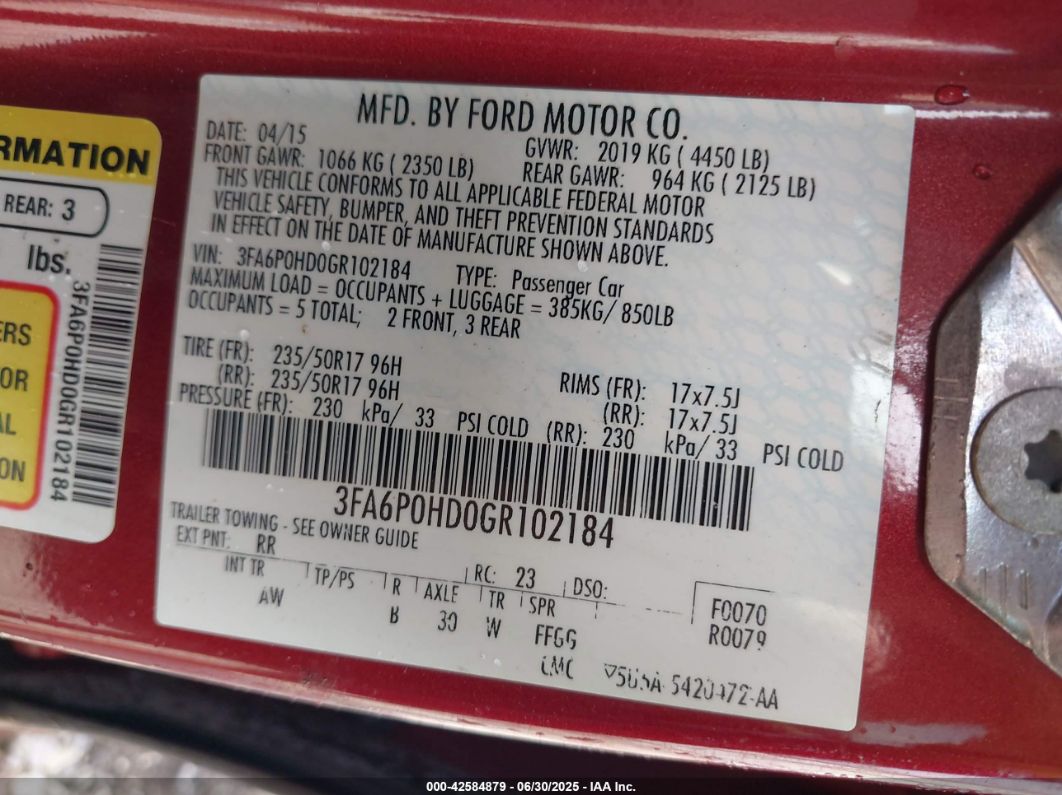 RMATION
REAR: 3
lbs.
ERS
OR
AL
ON
3FA6P0HD0GR102184
MFD. BY FORD MOTOR CO.
DATE: 04/15 GVWR: 2019 KG ( 4450 LB)
FRONT GAWR: 1066 KG ( 2350 LB) REAR GAWR: 964 KG ( 2125 LB)
THIS VEHICLE CONFORMS TO ALL APPLICABLE FEDERAL MOTOR
VEHICLE SAFETY, BUMPER, AND THEFT PREVENTION STANDARDS
IN EFFECT ON THE DATE OF MANUFACTURE SHOWN ABOVE.
VIN: 3FA6P0HD0GR102184 TYPE: Passenger Car
MAXIMUM LOAD = OCCUPANTS + LUGGAGE = 385KG/ 850LB
OCCUPANTS = 5 TOTAL; 2 FRONT, 3 REAR
TIRE (FR): 235/50R17 96H RIMS (FR): 17x7.5J
(RR): 235/50R17 96H (RR): 17x7.5J
PRESSURE (FR): 230 kPa/ 33 PSI COLD (RR): 230 kPa/ 33 PSI COLD
3FA6P0HD0GR102184
TRAILER TOWING - SEE OWNER GUIDE
EXT PNT: RR RC: 23 DSO:
INT TR TP/PS R AXLE TR SPR F0070
AW B 30 W FFGG R0079
000-42584879 - 06/30/2025 - IAA Inc.